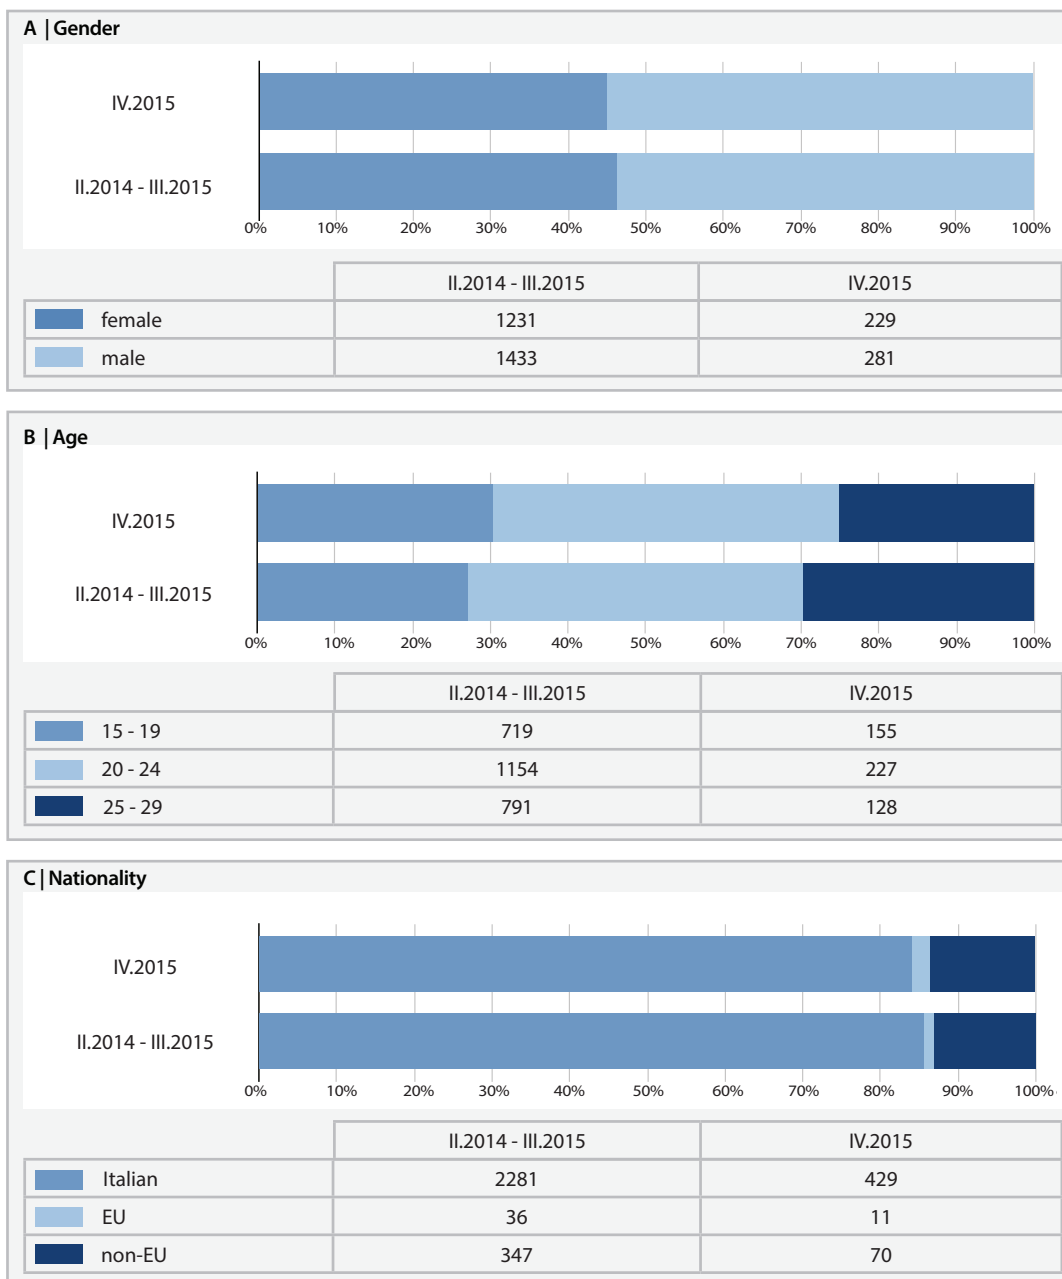 A | Gender
IV.2015
II.2014 - III.2015
0% 10% 20% 30% 40% 50% 60% 70% 80% 90% 100%
II.2014 - III.2015 IV.2015
female 1231 229
male 1433 281
B | Age
IV.2015
II.2014 - III.2015
0% 10% 20% 30% 40% 50% 60% 70% 80% 90% 100%
II.2014 - III.2015 IV.2015
15 - 19 719 155
20 - 24 1154 227
25 - 29 791 128
C | Nationality
IV.2015
II.2014 - III.2015
0% 10% 20% 30% 40% 50% 60% 70% 80% 90% 100%
II.2014 - III.2015 IV.2015
Italian 2281 429
EU 36 11
non-EU 347 70